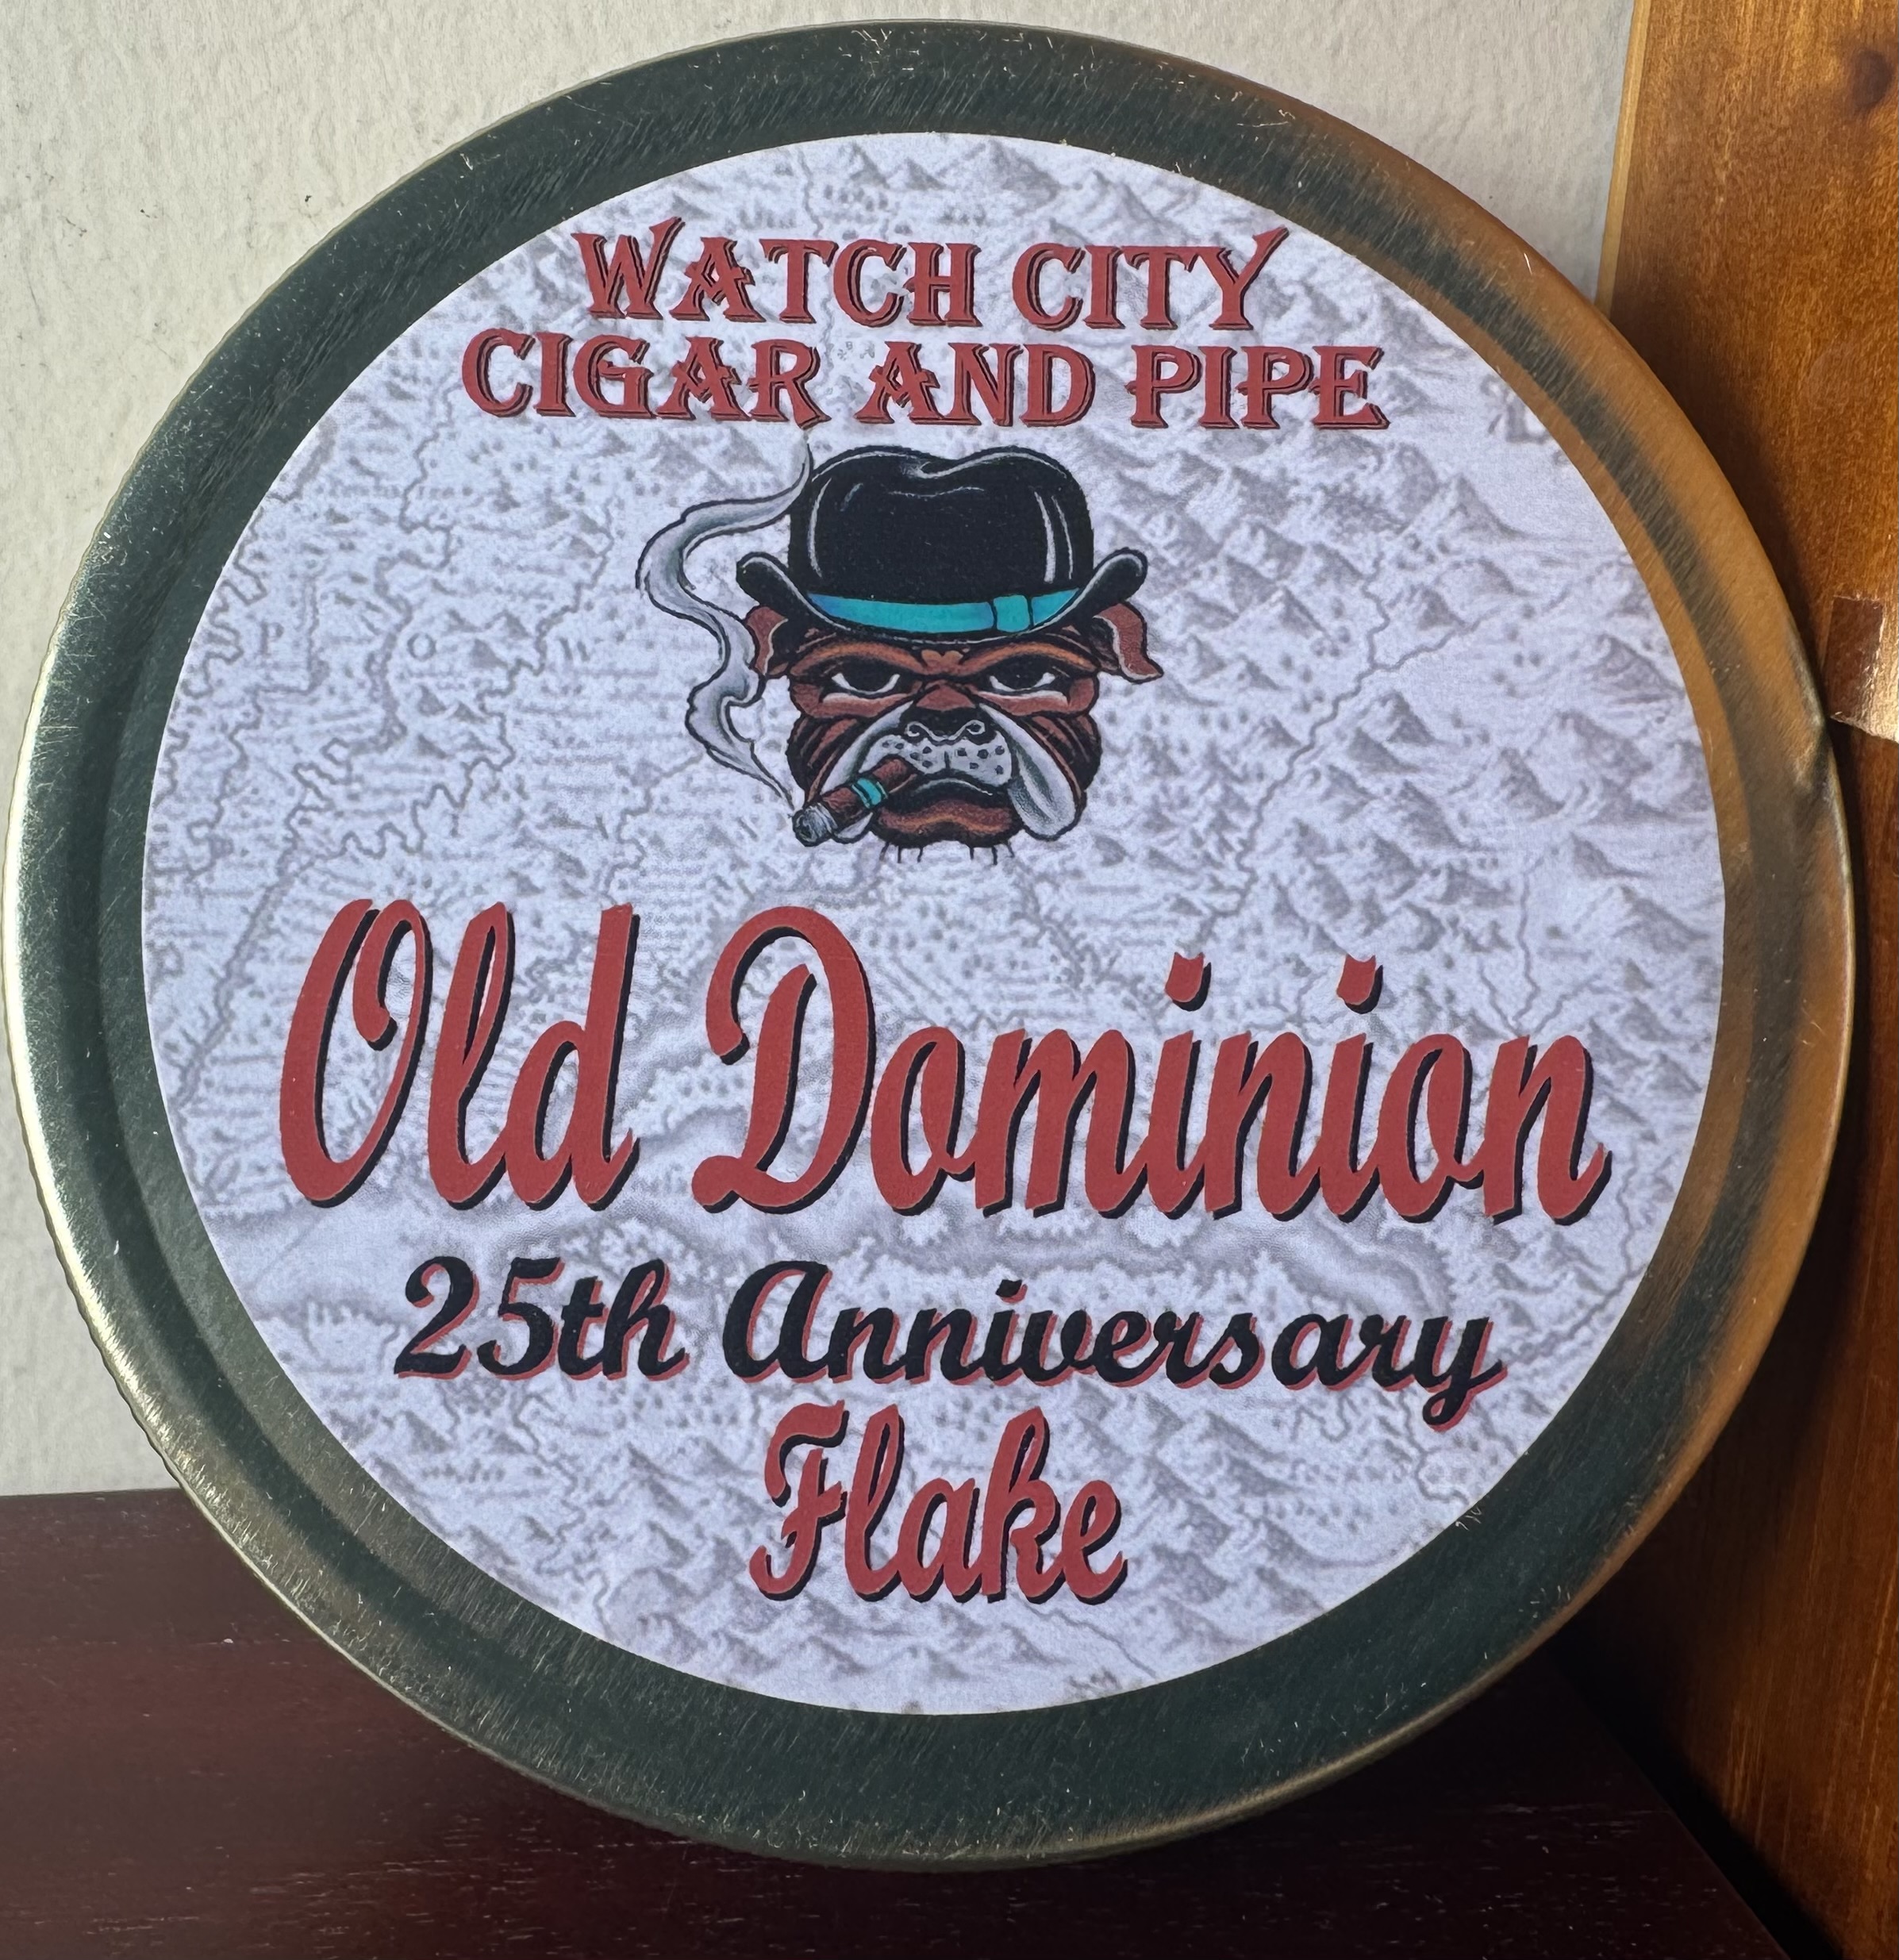 WATCH CITY
CIGAR AND PIPE
Old Dominion
25th Anniversary
Flake